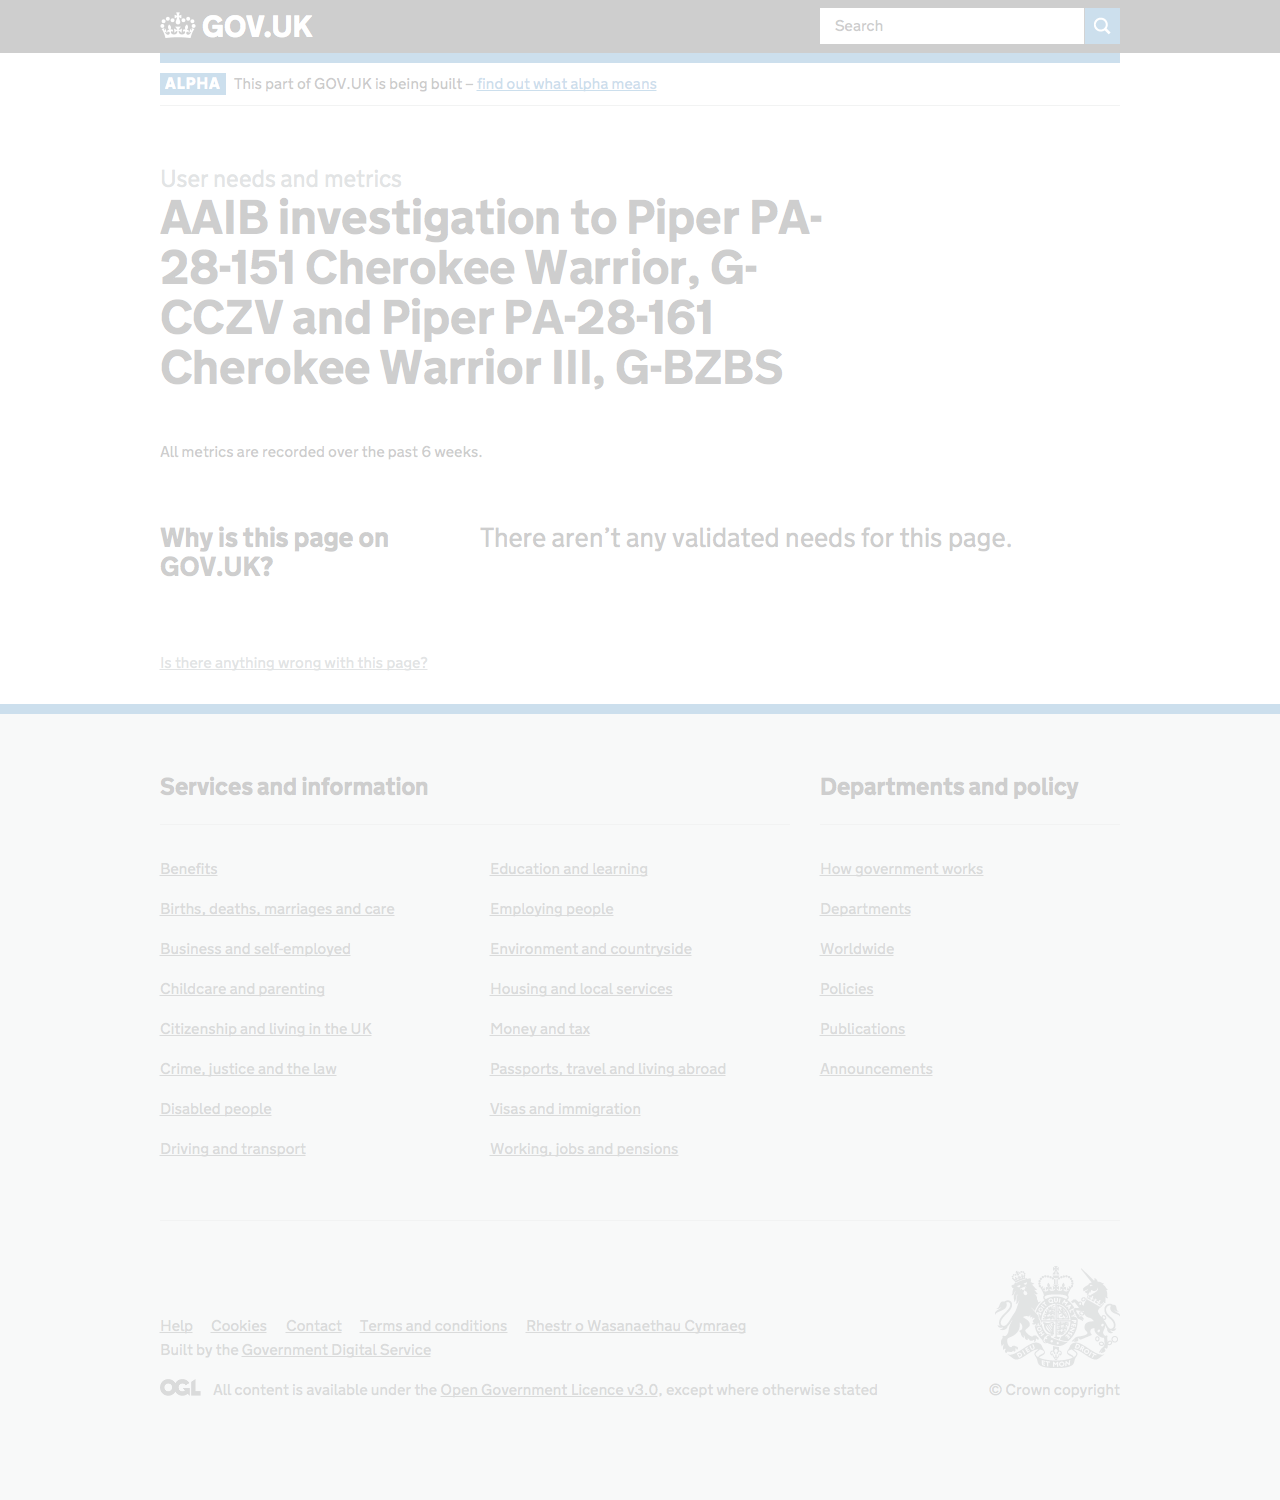 GOV.UK
Search
ALPHA This part of GOV.UK is being built – find out what alpha means
User needs and metrics
AAIB investigation to Piper PA-
28-151 Cherokee Warrior, G-
CCZV and Piper PA-28-161
Cherokee Warrior III, G-BZBS
All metrics are recorded over the past 6 weeks.
Why is this page on
GOV.UK?
There aren’t any validated needs for this page.
Is there anything wrong with this page?
Services and information
Benefits
Births, deaths, marriages and care
Business and self-employed
Childcare and parenting
Citizenship and living in the UK
Crime, justice and the law
Disabled people
Driving and transport
Education and learning
Employing people
Environment and countryside
Housing and local services
Money and tax
Passports, travel and living abroad
Visas and immigration
Working, jobs and pensions
Departments and policy
How government works
Departments
Worldwide
Policies
Publications
Announcements
Help Cookies Contact Terms and conditions Rhestr o Wasanaethau Cymraeg
Built by the Government Digital Service
OGL All content is available under the Open Government Licence v3.0, except where otherwise stated
© Crown copyright